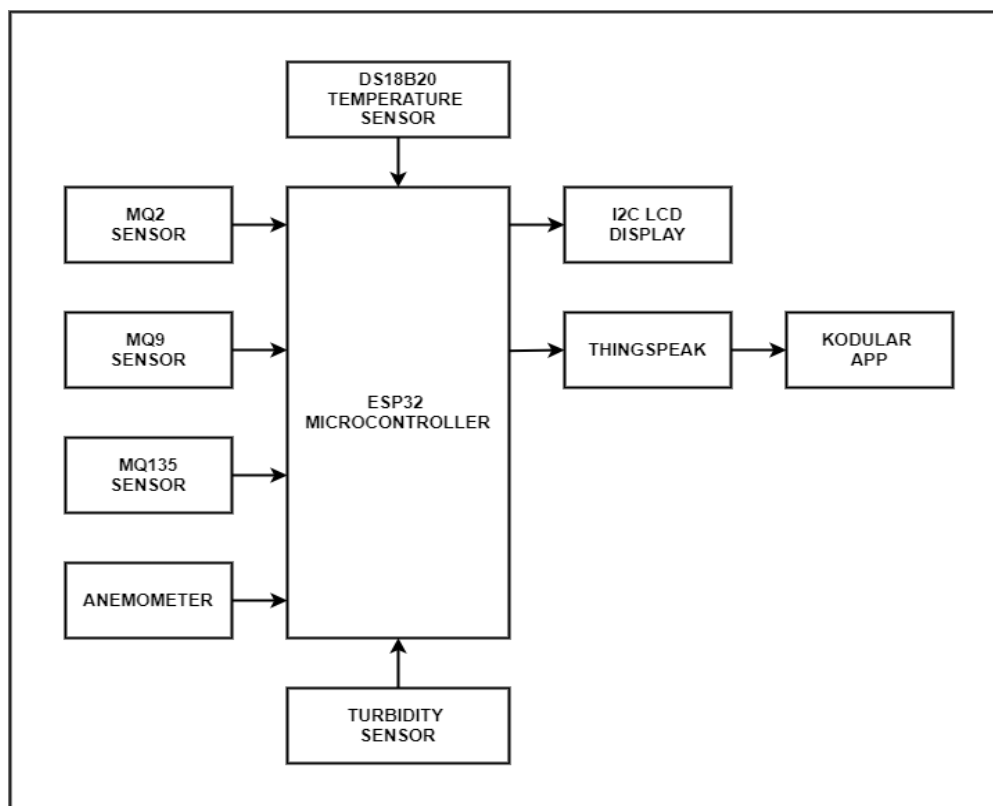 DS18B20
TEMPERATURE
SENSOR
MQ2
SENSOR
I2C LCD
DISPLAY
MQ9
SENSOR
THINGSPEAK
KODULAR
APP
ESP32
MICROCONTROLLER
MQ135
SENSOR
ANEMOMETER
TURBIDITY
SENSOR